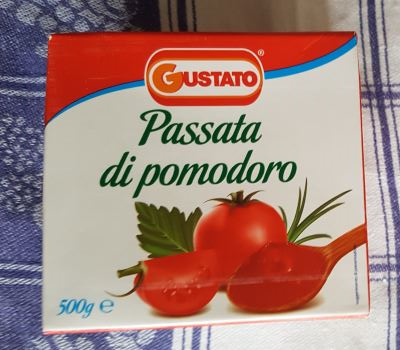 GUSTATO®
Passata
di pomodoro
500g ℮